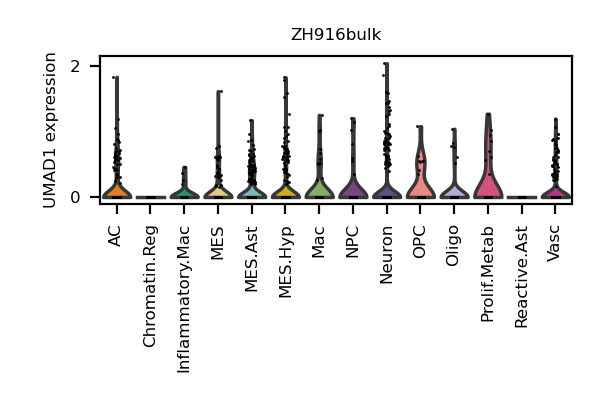 ZH916bulk
UMAD1 expression
2
0
AC
Chromatin.Reg
Inflammatory.Mac
MES
MES.Ast
MES.Hyp
Mac
NPC
Neuron
OPC
Oligo
Prolif.Metab
Reactive.Ast
Vasc